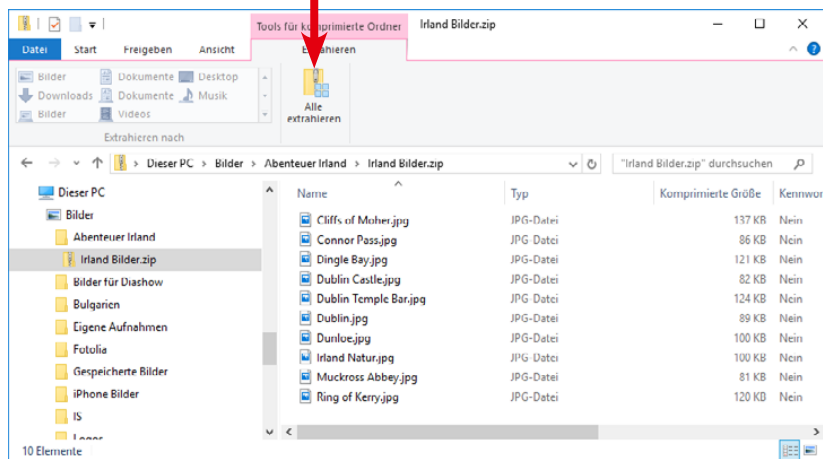 Tools für komprimierte Ordner Irland Bilder.zip
Datei Start Freigeben Ansicht Extrahieren
Bilder Dokumente Desktop
Downloads Dokumente Musik
Bilder Videos
Alle
extrahieren
Extrahieren nach
Dieser PC > Bilder > Abenteuer Irland > Irland Bilder.zip "Irland Bilder.zip" durchsuchen
Dieser PC
Bilder
Abenteuer Irland
Irland Bilder.zip
Bilder für Diashow
Bulgarien
Eigene Aufnahmen
Fotolia
Gespeicherte Bilder
iPhone Bilder
IS
Name Typ Komprimierte Größe Kennwor
Cliffs of Moher.jpg JPG-Datei 137 KB Nein
Connor Pass.jpg JPG-Datei 86 KB Nein
Dingle Bay.jpg JPG-Datei 121 KB Nein
Dublin Castle.jpg JPG-Datei 82 KB Nein
Dublin Temple Bar.jpg JPG-Datei 124 KB Nein
Dublin.jpg JPG-Datei 89 KB Nein
Dunloe.jpg JPG-Datei 100 KB Nein
Irland Natur.jpg JPG-Datei 100 KB Nein
Muckross Abbey.jpg JPG-Datei 81 KB Nein
Ring of Kerry.jpg JPG-Datei 120 KB Nein
10 Elemente